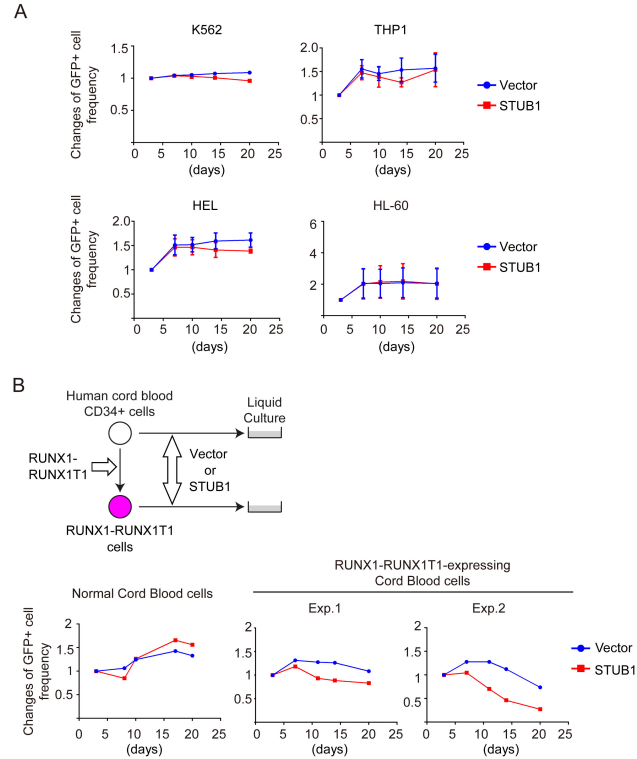 A
K562
THP1
Changes of GFP+ cell
frequency
1.5
1
0.5
0 5 10 15 20 25
(days)
2.0
1.5
1
0.5
0 5 10 15 20 25
(days)
Vector
STUB1
HEL
HL-60
Changes of GFP+ cell
frequency
2.0
1.5
1
0.5
0 5 10 15 20 25
(days)
6
4
2
0 5 10 15 20 25
(days)
Vector
STUB1
B
Human cord blood
CD34+ cells
Liquid
Culture
RUNX1-
RUNX1T1
Vector
or
STUB1
RUNX1-RUNX1T1
cells
RUNX1-RUNX1T1-expressing
Cord Blood cells
Normal Cord Blood cells
Exp.1
Exp.2
Changes of GFP+ cell
frequency
2
1.5
1
0.5
0 5 10 15 20 25
(days)
2
1.5
1
0.5
0 5 10 15 20 25
(days)
2
1.5
1
0.5
0 5 10 15 20 25
(days)
Vector
STUB1